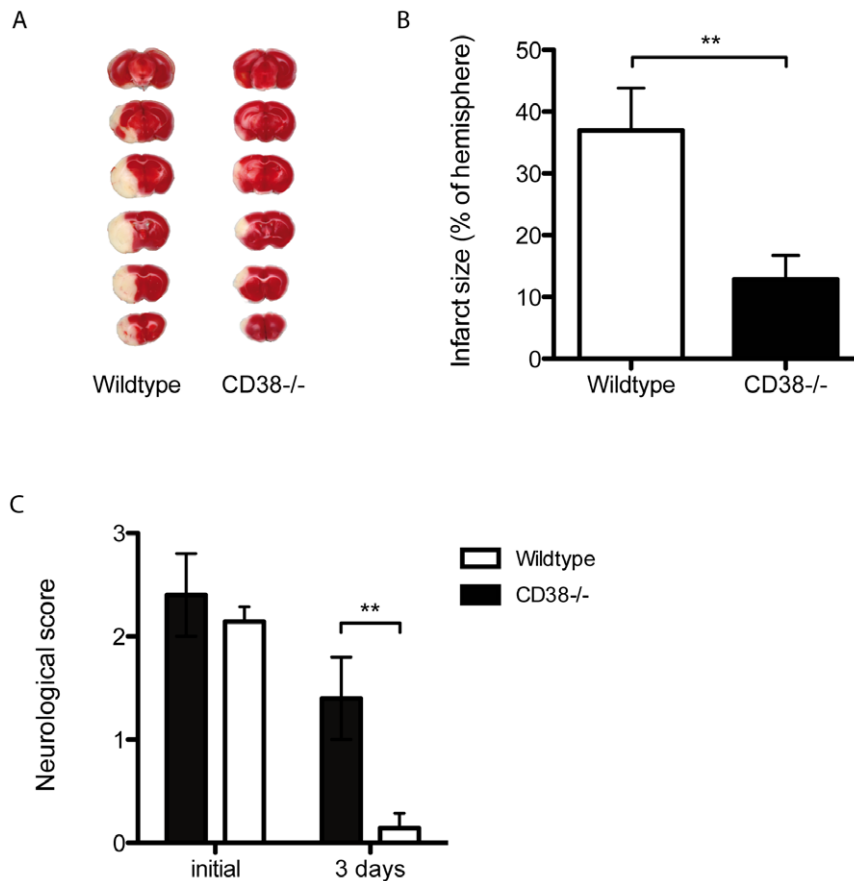 A
Wildtype CD38-/-
B
**
Infarct size (% of hemisphere)
50
40
30
20
10
0
Wildtype CD38-/-
C
Neurological score
3
2
1
0
**
initial 3 days
Wildtype
CD38-/-